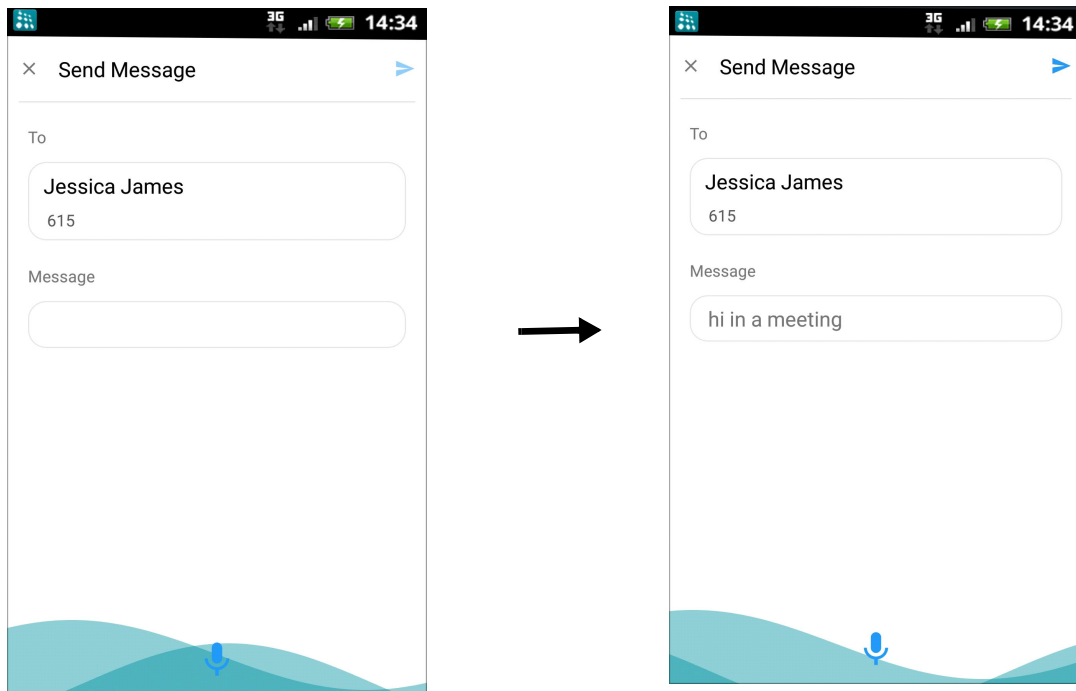 3G 14:34
Send Message
To
Jessica James
615
Message
3G 14:34
Send Message
To
Jessica James
615
Message
hi in a meeting